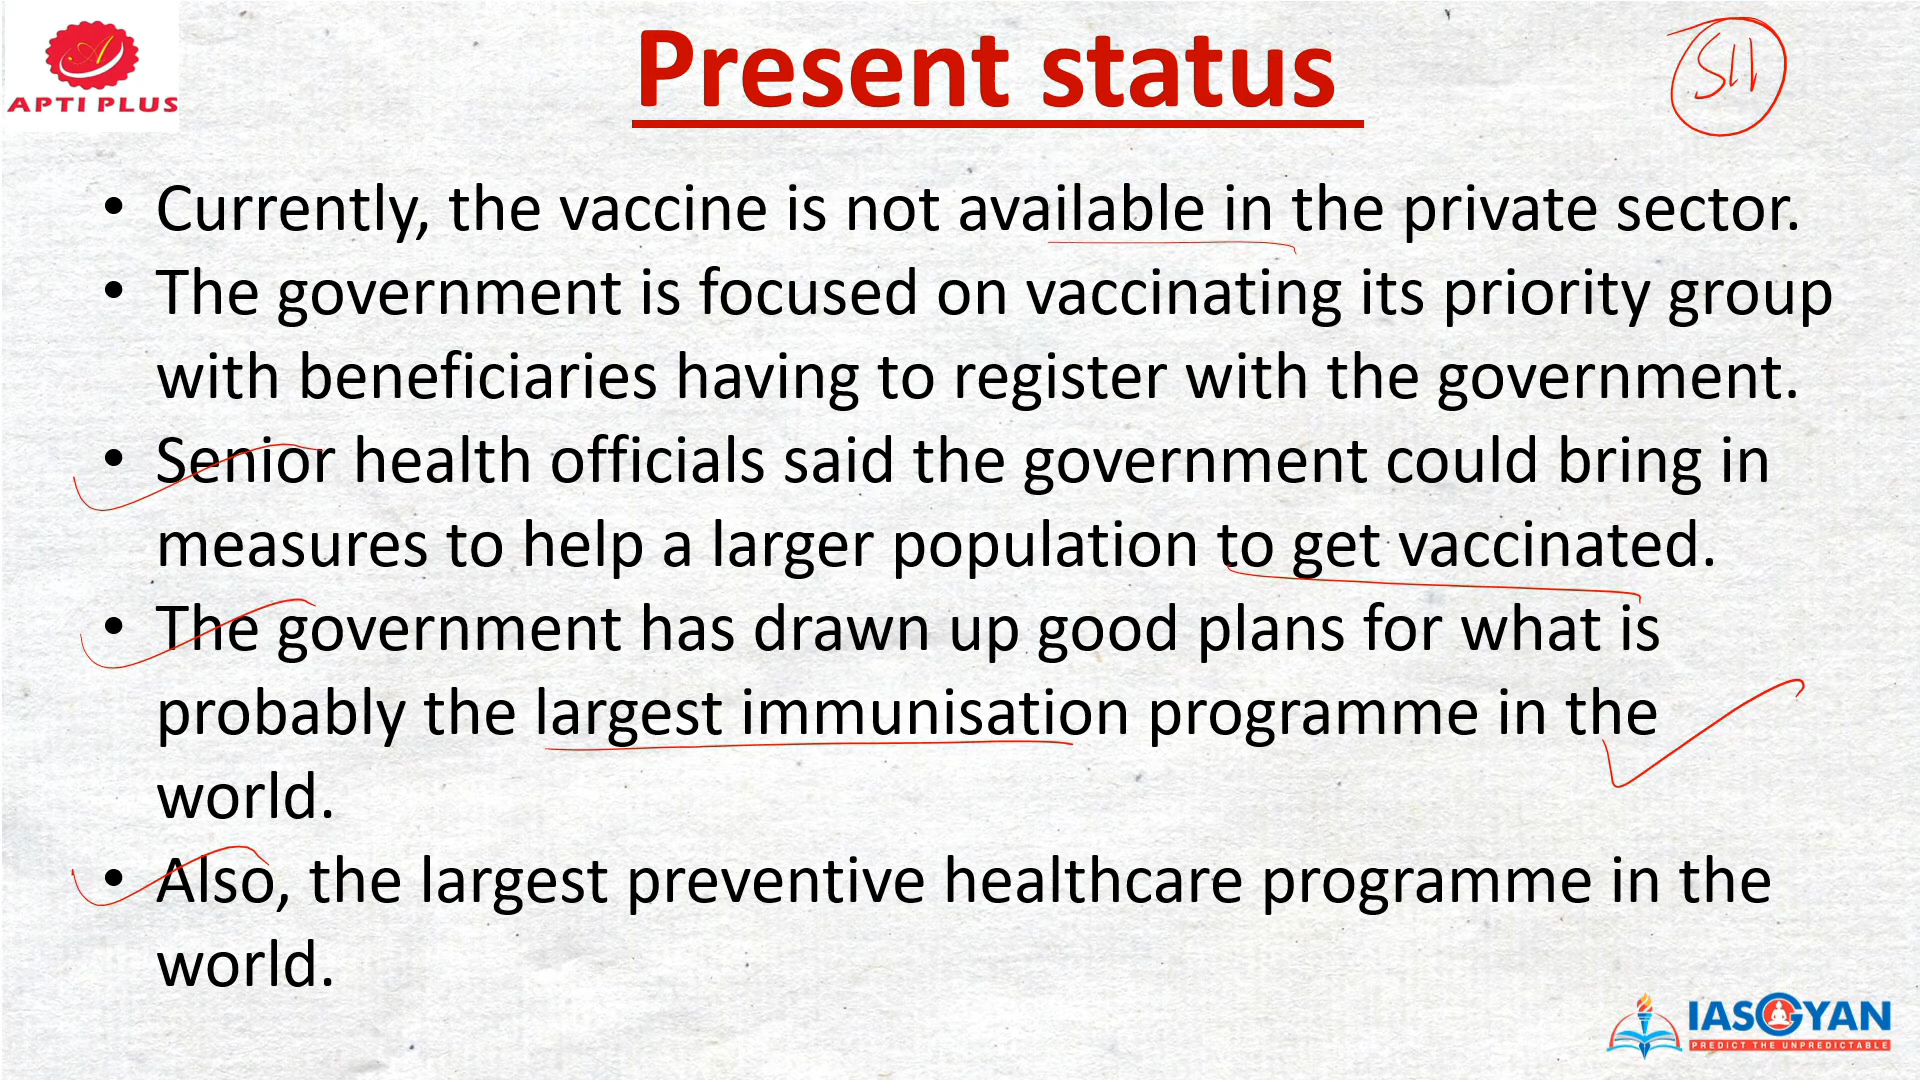 APTI PLUS
Present status
• Currently, the vaccine is not available in the private sector.
• The government is focused on vaccinating its priority group
with beneficiaries having to register with the government.
• Senior health officials said the government could bring in
measures to help a larger population to get vaccinated.
• The government has drawn up good plans for what is
probably the largest immunisation programme in the
world.
• Also, the largest preventive healthcare programme in the
world.
IASGYAN
PREDICT THE UNPREDICTABLE